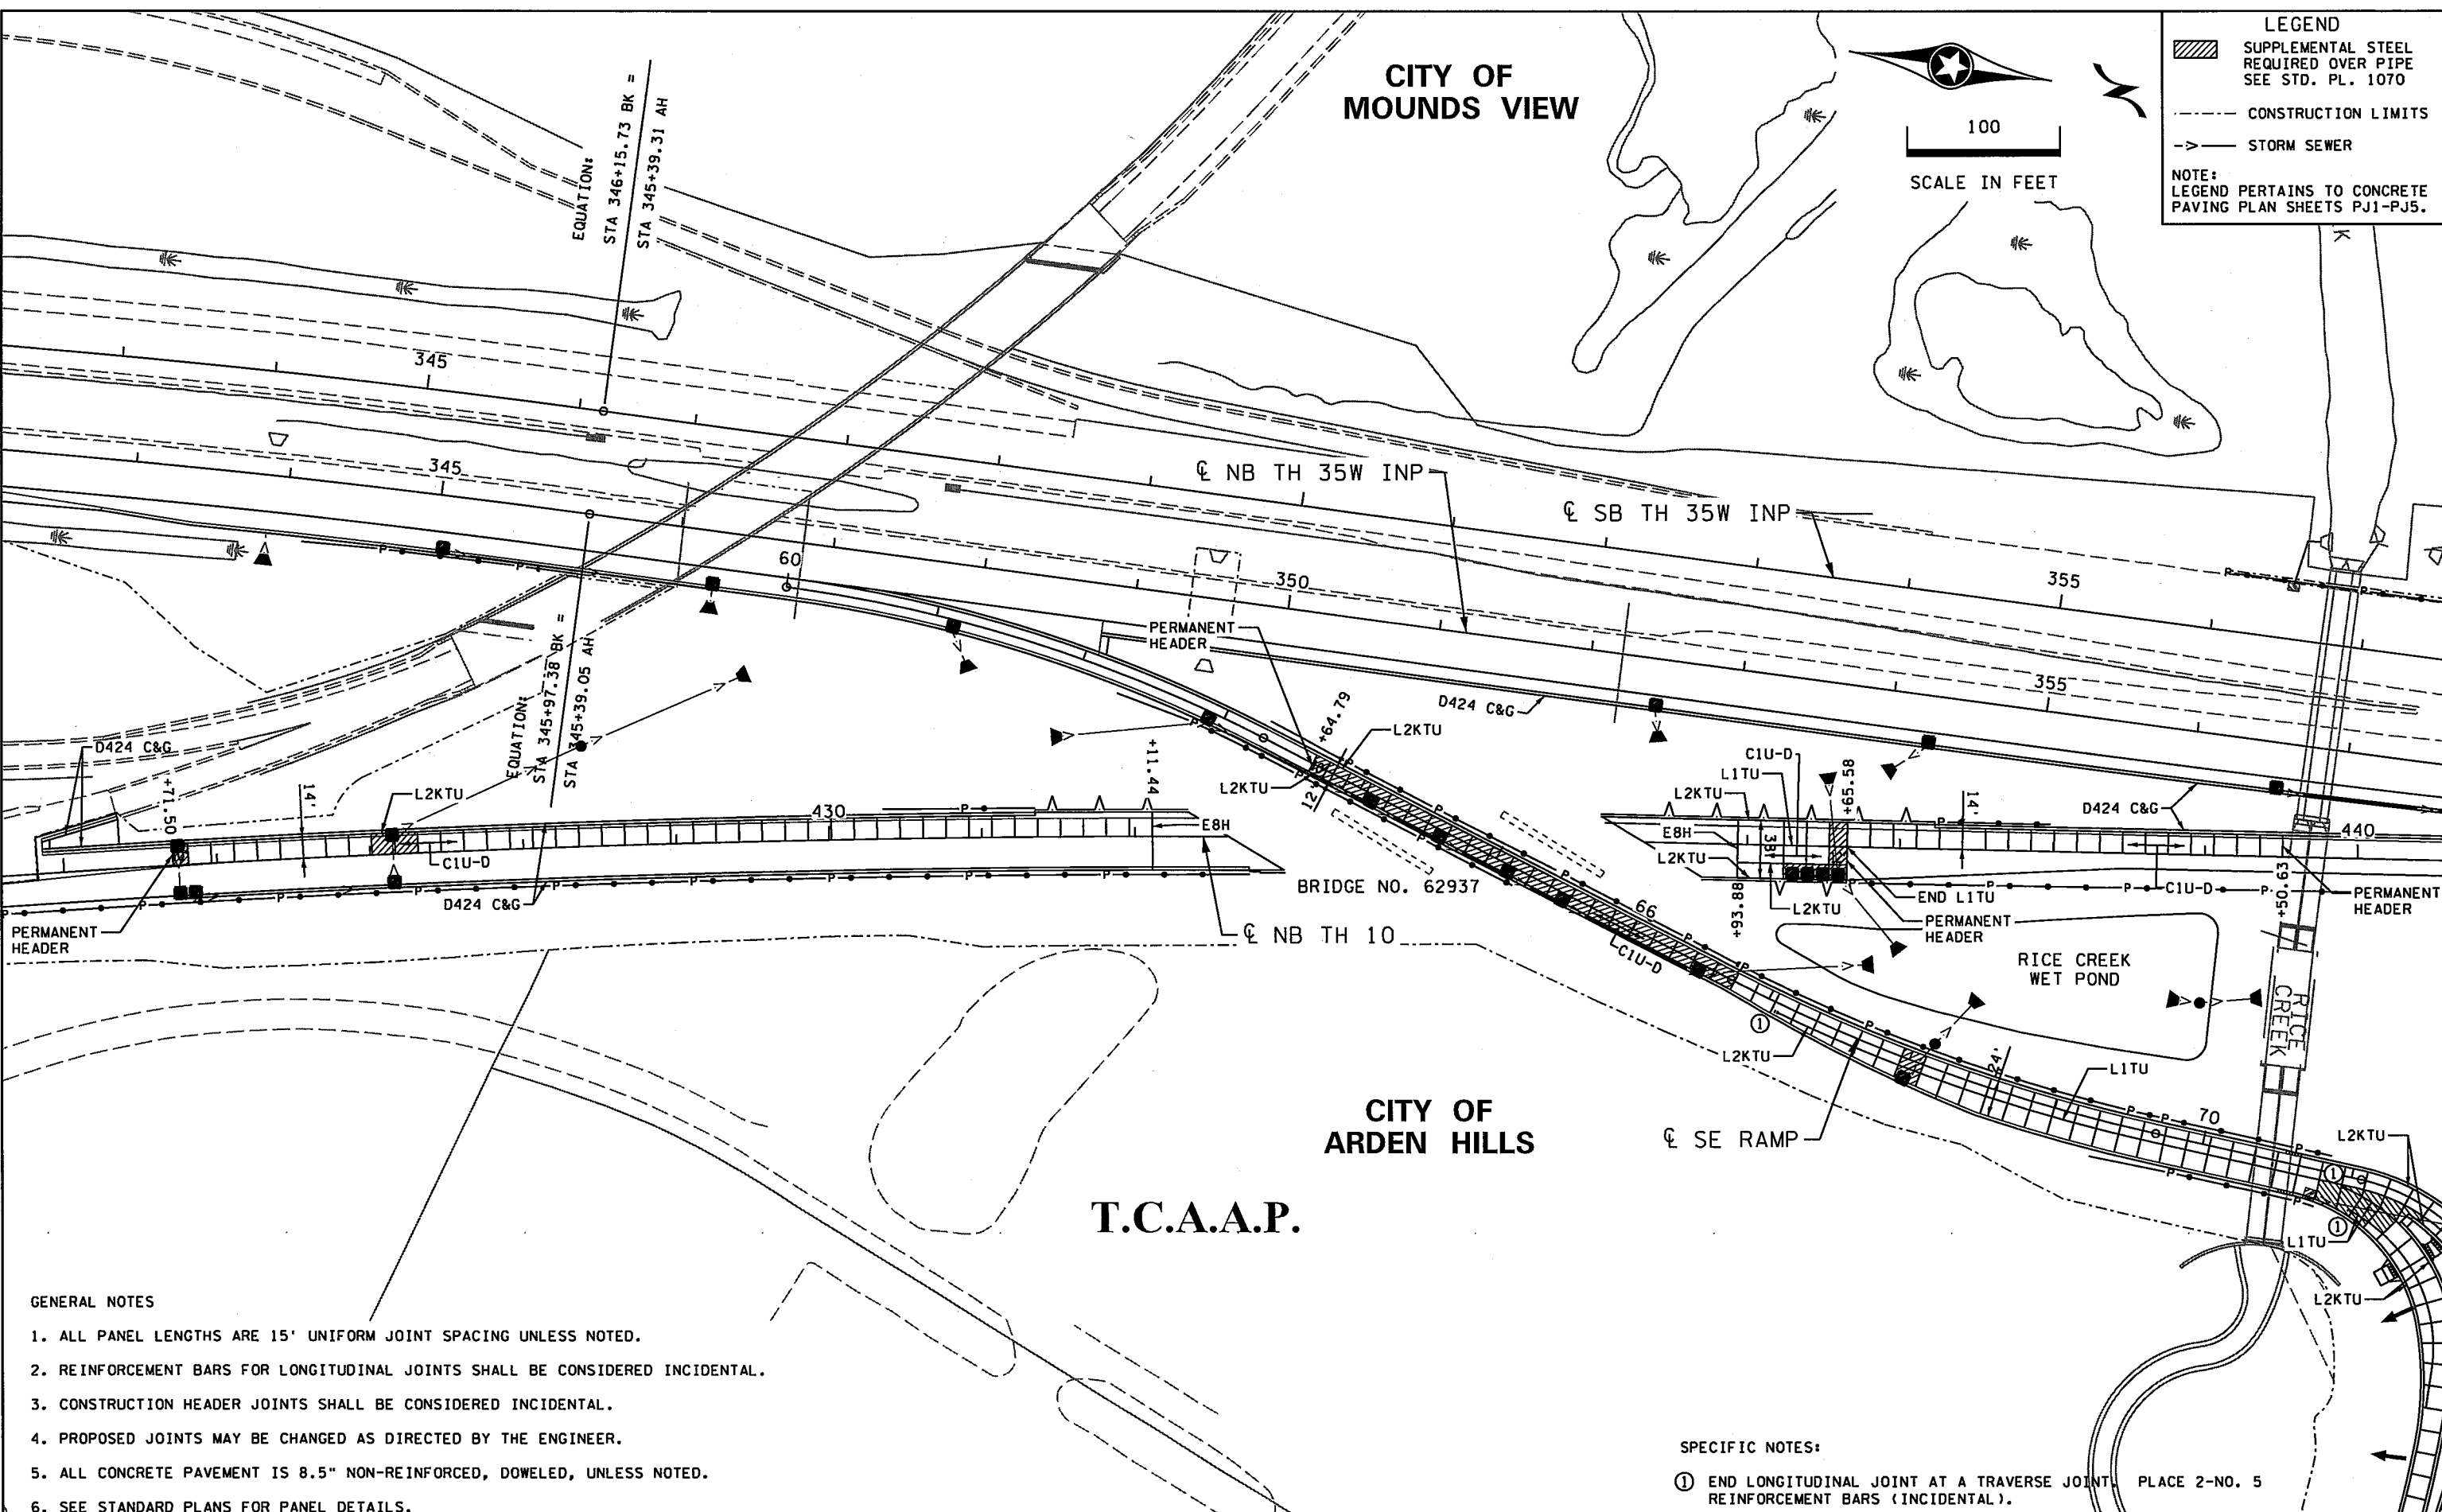 CITY OF
MOUNDS VIEW
100
SCALE IN FEET
LEGEND
SUPPLEMENTAL STEEL
REQUIRED OVER PIPE
SEE STD. PL. 1070
CONSTRUCTION LIMITS
STORM SEWER
NOTE:
LEGEND PERTAINS TO CONCRETE
PAVING PLAN SHEETS PJ1-PJ5.
K
EQUATION:
STA 346+15.73 BK =
STA 345+39.31 AH
345
345
℄ NB TH 35W INP
℄ SB TH 35W INP
60
350
355
355
PERMANENT
HEADER
EQUATION:
STA 345+97.38 BK =
STA 345+39.05 AH
D424 C&G
+71.50
14'
L2KTU
430
C1U-D
D424 C&G
PERMANENT
HEADER
+11.44
E8H
℄ NB TH 10
+64.79
L2KTU
L2KTU
12'
D424 C&G
BRIDGE NO. 62937
66
C1U-D
C1U-D
L1TU
L2KTU
+65.58
E8H
38'
L2KTU
+93.88
L2KTU
14'
D424 C&G
440
END L1TU
PERMANENT
HEADER
C1U-D
+50.63
PERMANENT
HEADER
RICE CREEK
WET POND
RICE
CREEK
①
L2KTU
24'
L1TU
70
L2KTU
①
①
L1TU
L2KTU
℄ SE RAMP
CITY OF
ARDEN HILLS
T.C.A.A.P.
GENERAL NOTES
1. ALL PANEL LENGTHS ARE 15' UNIFORM JOINT SPACING UNLESS NOTED.
2. REINFORCEMENT BARS FOR LONGITUDINAL JOINTS SHALL BE CONSIDERED INCIDENTAL.
3. CONSTRUCTION HEADER JOINTS SHALL BE CONSIDERED INCIDENTAL.
4. PROPOSED JOINTS MAY BE CHANGED AS DIRECTED BY THE ENGINEER.
5. ALL CONCRETE PAVEMENT IS 8.5" NON-REINFORCED, DOWELED, UNLESS NOTED.
6. SEE STANDARD PLANS FOR PANEL DETAILS.
SPECIFIC NOTES:
① END LONGITUDINAL JOINT AT A TRAVERSE JOINT. PLACE 2-NO. 5
REINFORCEMENT BARS (INCIDENTAL).